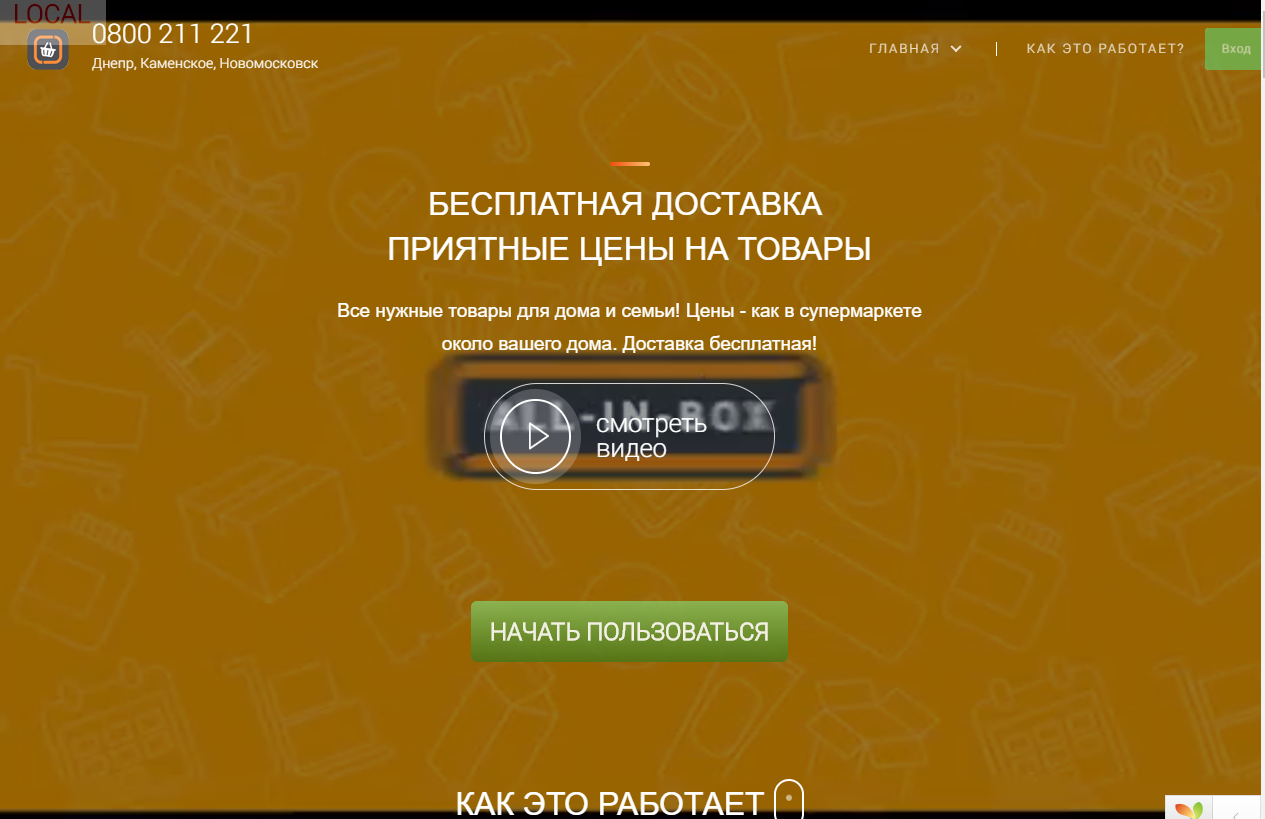 LOCAL
0800 211 221
Днепр, Каменское, Новомосковск
ГЛАВНАЯ
КАК ЭТО РАБОТАЕТ?
Вход
БЕСПЛАТНАЯ ДОСТАВКА
ПРИЯТНЫЕ ЦЕНЫ НА ТОВАРЫ
Все нужные товары для дома и семьи! Цены - как в супермаркете
около вашего дома. Доставка бесплатная!
ALL-IN-BOX
смотреть
видео
НАЧАТЬ ПОЛЬЗОВАТЬСЯ
КАК ЭТО РАБОТАЕТ